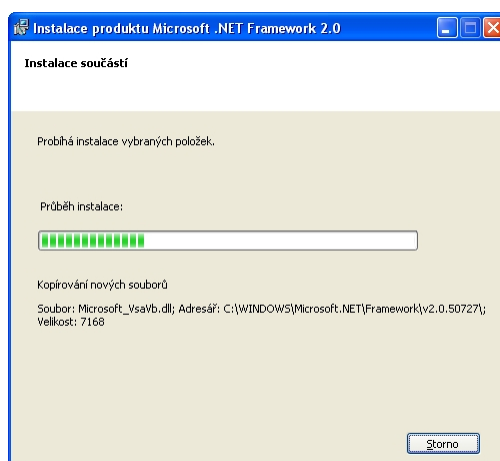 Instalace produktu Microsoft .NET Framework 2.0
Instalace součástí
Probíhá instalace vybraných položek.
Průběh instalace:
Kopírování nových souborů
Soubor: Microsoft_VsaVb.dll; Adresář: C:\WINDOWS\Microsoft.NET\Framework\v2.0.50727\;
Velikost: 7168
Storno